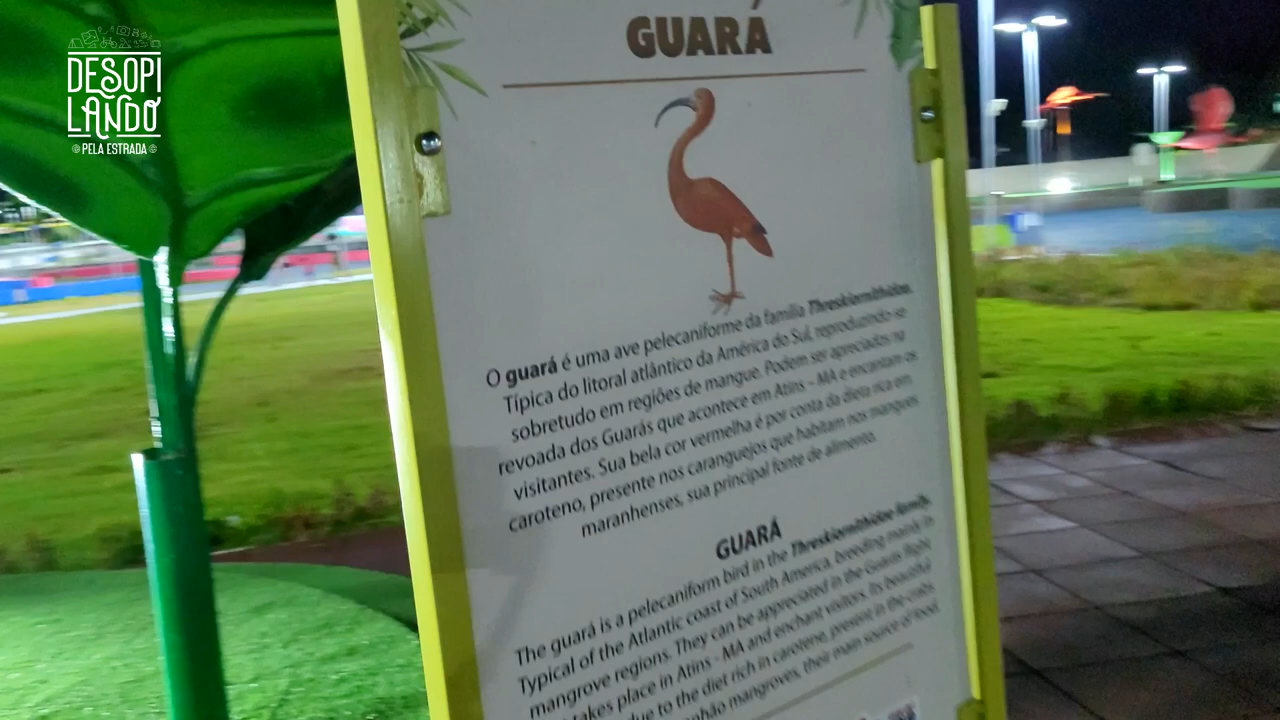 DESOPI
LANDO
@PELA ESTRADA@
GUARÁ
O guará é uma ave pelecaniforme da família Threskiornithidae.
Típica do litoral atlântico da América do Sul, reproduzindo-se
sobretudo em regiões de mangue. Podem ser apreciados na
revoada dos Guarás que acontece em Atins - MA e encantam os
visitantes. Sua bela cor vermelha é por conta da dieta rica em
caroteno, presente nos caranguejos que habitam nos mangues
maranhenses, sua principal fonte de alimento.
GUARÁ
The guará is a pelecaniform bird in the Threskiornithidae family.
Typical of the Atlantic coast of South America, breeding mainly in
mangrove regions. They can be appreciated in the Guarás flight
takes place in Atins - MA and enchant visitors. Its beautiful
due to the diet rich in carotene, present in the crabs
mangroves, their main source of food.